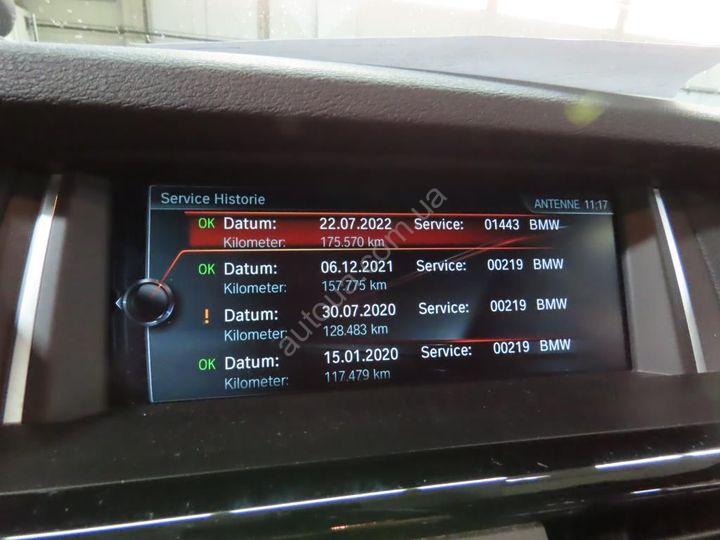 Service Historie
ANTENNE 11:17
OK Datum: 22.07.2022 Service: 01443 BMW
Kilometer: 175.570 km
OK Datum: 06.12.2021 Service: 00219 BMW
Kilometer: 157.775 km
! Datum: 30.07.2020 Service: 00219 BMW
Kilometer: 128.483 km
OK Datum: 15.01.2020 Service: 00219 BMW
Kilometer: 117.479 km
autoua.com.ua